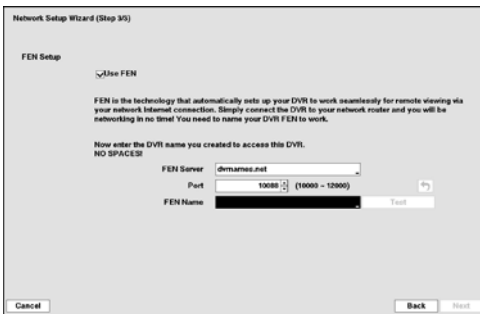 Network Setup Wizard (Step 3/5)
FEN Setup
Use FEN
FEN is the technology that automatically sets up your DVR to work seamlessly for remote viewing via
your network internet connection. Simply connect the DVR to your network router and you will be
networking in no time! You need to name your DVR FEN to work.
Now enter the DVR name you created to access this DVR.
NO SPACES!
FEN Server dvrnames.net
Port 10088 (10000 ~ 12000)
FEN Name Test
Cancel Back Next